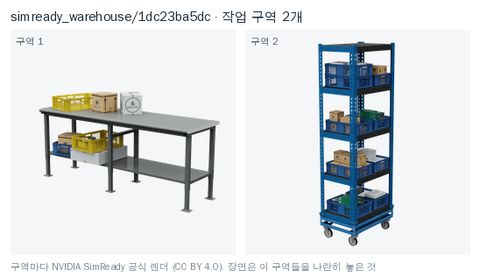 simready_warehouse/1dc23ba5dc · 작업 구역 2개
구역 1
구역 2
구역마다 NVIDIA SimReady 공식 렌더 (CC BY 4.0). 장면은 이 구역들을 나란히 놓은 것